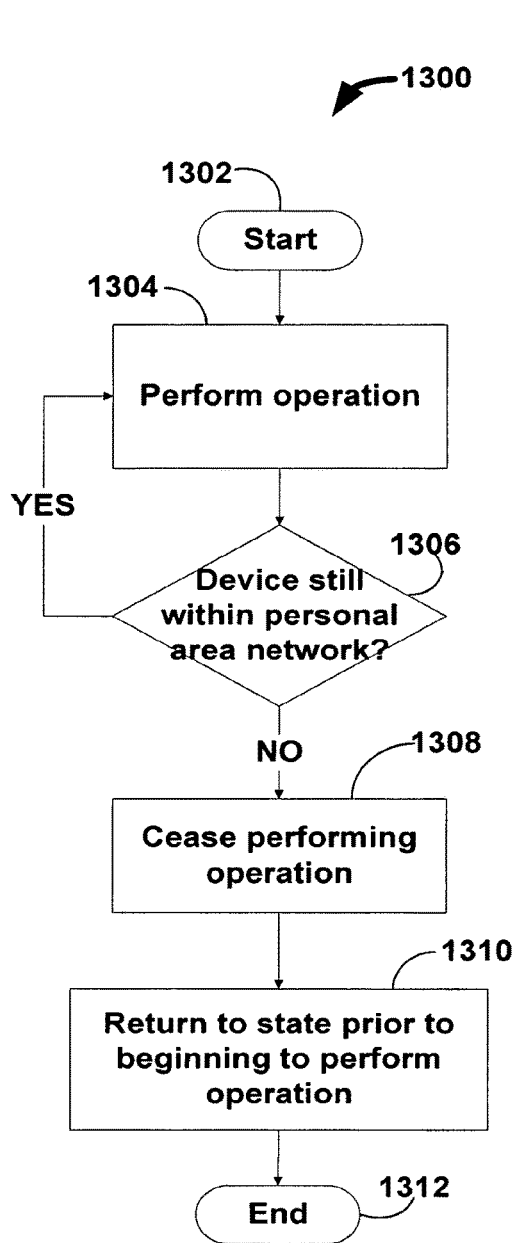 1300
1302
Start
1304
Perform operation
YES
1306
Device still
within personal
area network?
NO
1308
Cease performing
operation
1310
Return to state prior to
beginning to perform
operation
1312
End